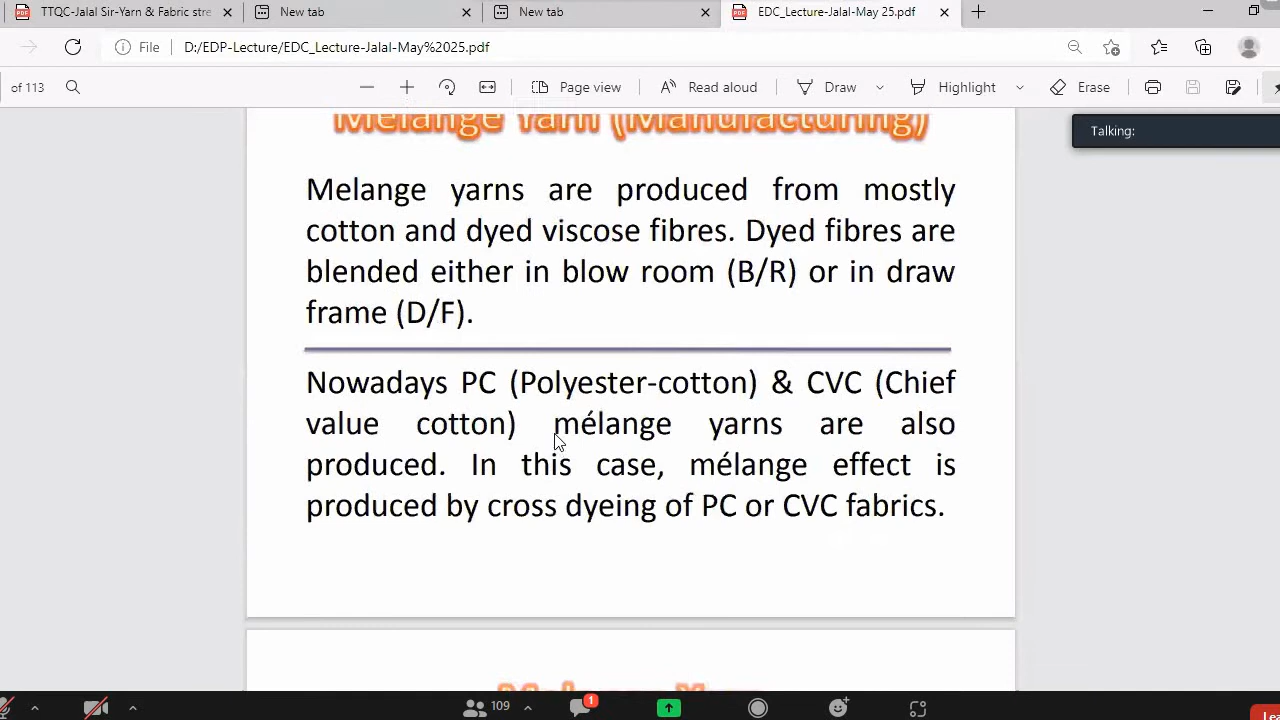 TTQC-Jalal Sir-Yarn & Fabric stre
New tab
New tab
EDC_Lecture-Jalal-May 25.pdf
File
D:/EDP-Lecture/EDC_Lecture-Jalal-May%2025.pdf
of 113
Page view
Read aloud
Draw
Highlight
Erase
Melange Yarn (Manufacturing)
Talking:
Melange yarns are produced from mostly
cotton and dyed viscose fibres. Dyed fibres are
blended either in blow room (B/R) or in draw
frame (D/F).
Nowadays PC (Polyester-cotton) & CVC (Chief
value cotton) mélange yarns are also
produced. In this case, mélange effect is
produced by cross dyeing of PC or CVC fabrics.
109
1